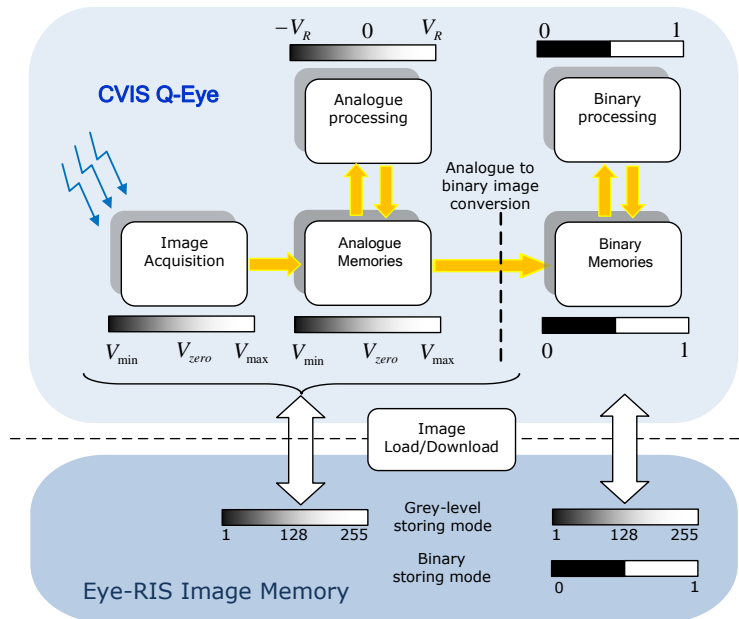 −V_R 0 V_R
0 1
CVIS Q-Eye
Analogue
processing
Binary
processing
Analogue to
binary image
conversion
Image
Acquisition
Analogue
Memories
Binary
Memories
V_min V_zero V_max
V_min V_zero V_max
0 1
Image
Load/Download
Grey-level
storing mode
1 128 255
1 128 255
Binary
storing mode
0 1
Eye-RIS Image Memory